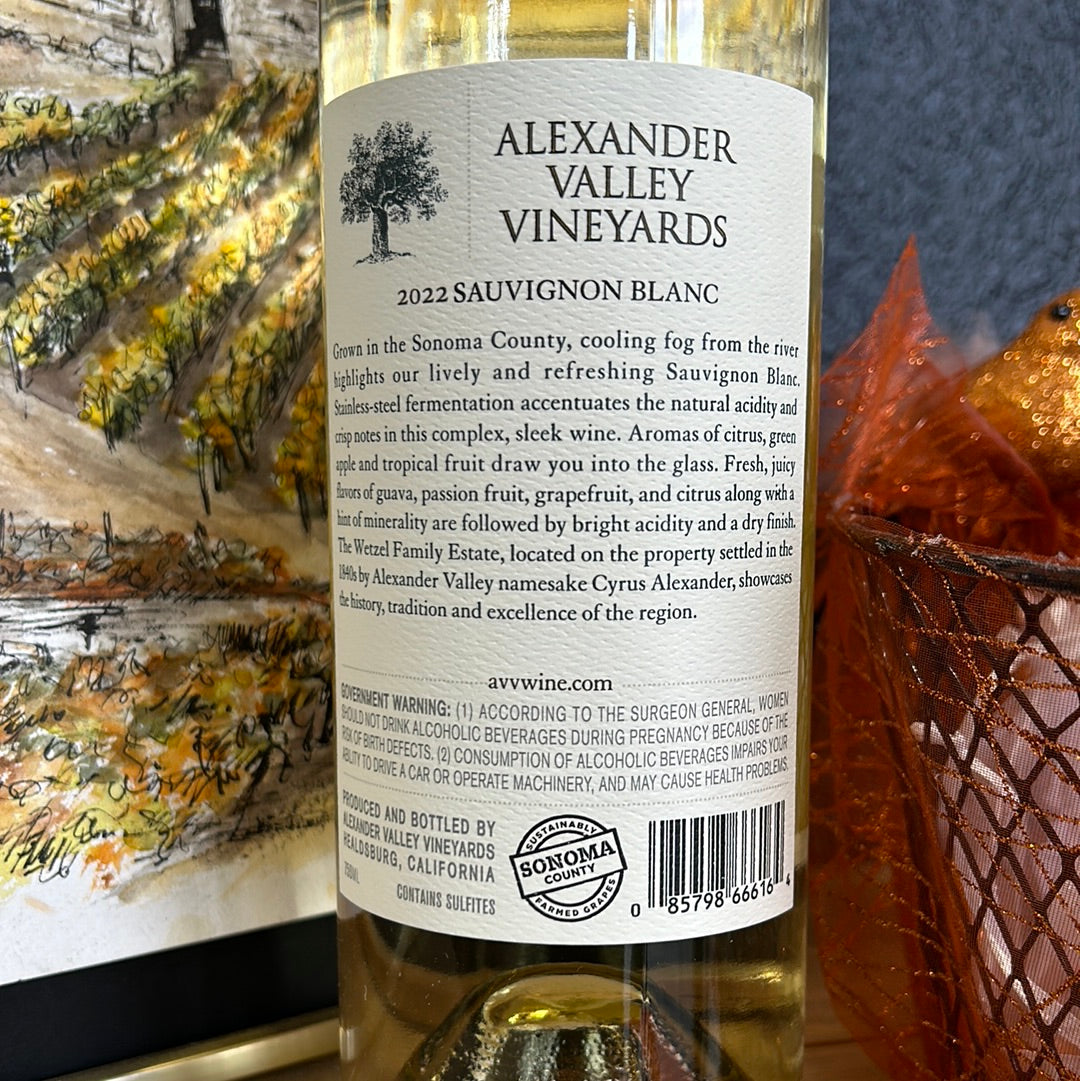 ALEXANDER
VALLEY
VINEYARDS
2022 SAUVIGNON BLANC
Grown in the Sonoma County, cooling fog from the river
highlights our lively and refreshing Sauvignon Blanc.
Stainless-steel fermentation accentuates the natural acidity and
crisp notes in this complex, sleek wine. Aromas of citrus, green
apple and tropical fruit draw you into the glass. Fresh, juicy
flavors of guava, passion fruit, grapefruit, and citrus along with a
hint of minerality are followed by bright acidity and a dry finish.
The Wetzel Family Estate, located on the property settled in the
1840s by Alexander Valley namesake Cyrus Alexander, showcases
the history, tradition and excellence of the region.
avvwine.com
GOVERNMENT WARNING: (1) ACCORDING TO THE SURGEON GENERAL, WOMEN
SHOULD NOT DRINK ALCOHOLIC BEVERAGES DURING PREGNANCY BECAUSE OF THE
RISK OF BIRTH DEFECTS. (2) CONSUMPTION OF ALCOHOLIC BEVERAGES IMPAIRS YOUR
ABILITY TO DRIVE A CAR OR OPERATE MACHINERY, AND MAY CAUSE HEALTH PROBLEMS.
PRODUCED AND BOTTLED BY
ALEXANDER VALLEY VINEYARDS
HEALDSBURG, CALIFORNIA
750ML
CONTAINS SULFITES
SUSTAINABLY
SONOMA
COUNTY
FARMED GRAPES
0 85798 66616 4